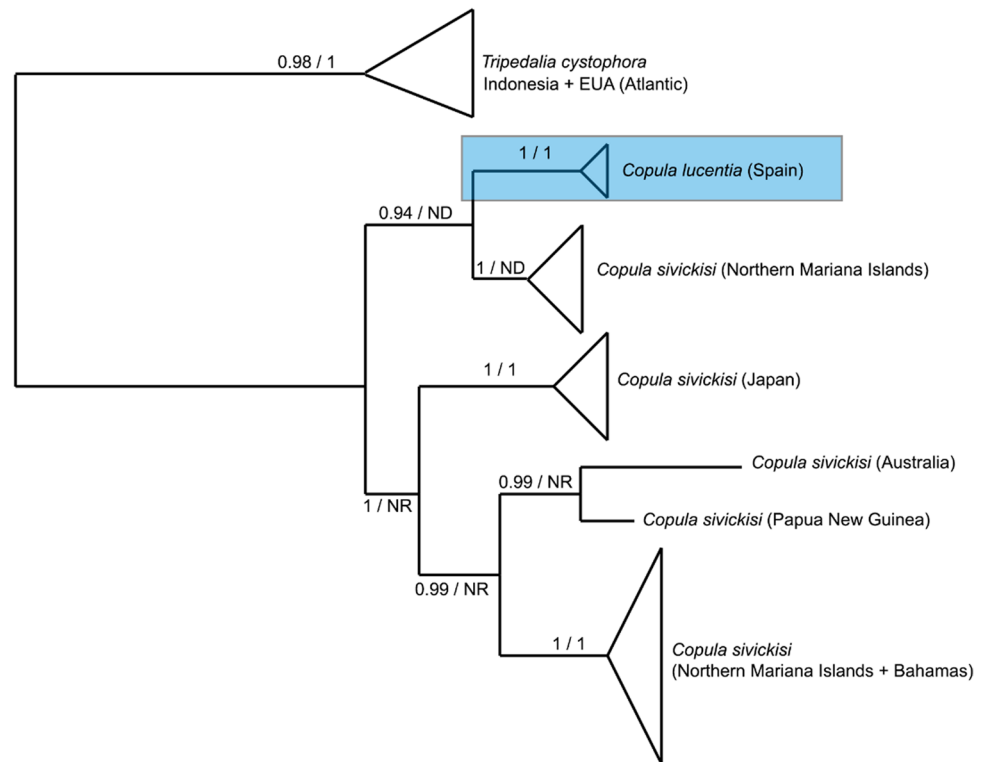 0.98 / 1
Tripedalia cystophora
Indonesia + EUA (Atlantic)
1 / 1
Copula lucentia (Spain)
0.94 / ND
1 / ND
Copula sivickisi (Northern Mariana Islands)
1 / 1
Copula sivickisi (Japan)
Copula sivickisi (Australia)
0.99 / NR
1 / NR
Copula sivickisi (Papua New Guinea)
0.99 / NR
1 / 1
Copula sivickisi
(Northern Mariana Islands + Bahamas)